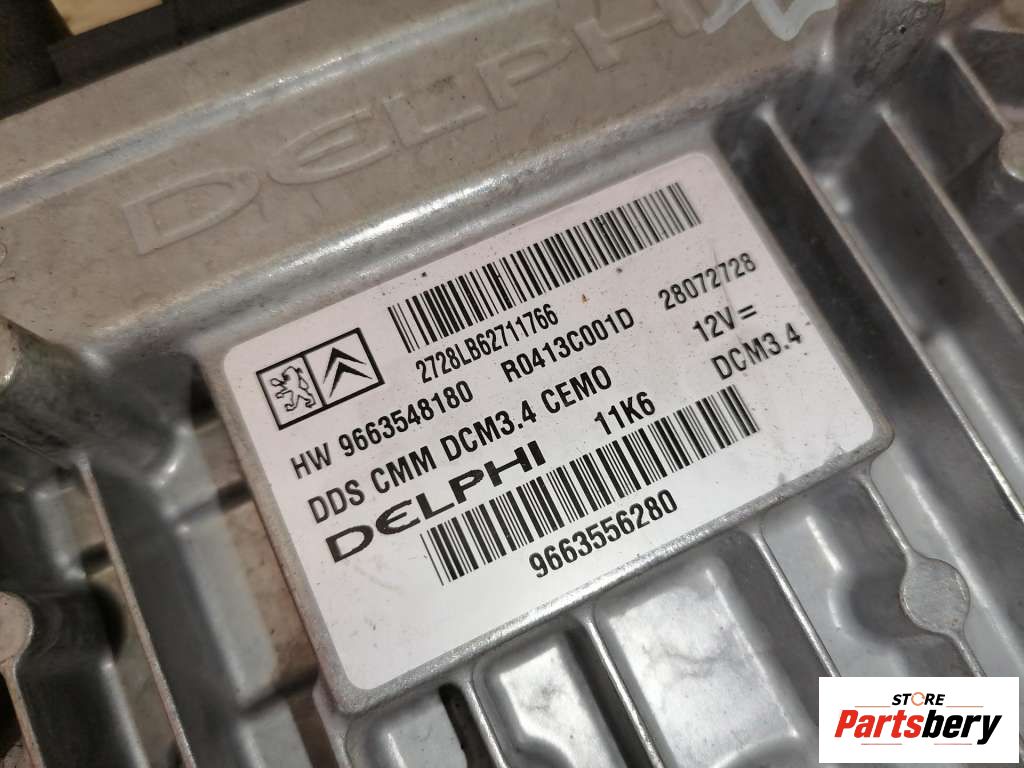 DELPHI
2728LB62711766
HW 9663548180 R0413C001D 28072728
DDS CMM DCM3.4 CEMO 12V=
DELPHI 11K6 DCM3.4
9663556280
STORE
Partsbery